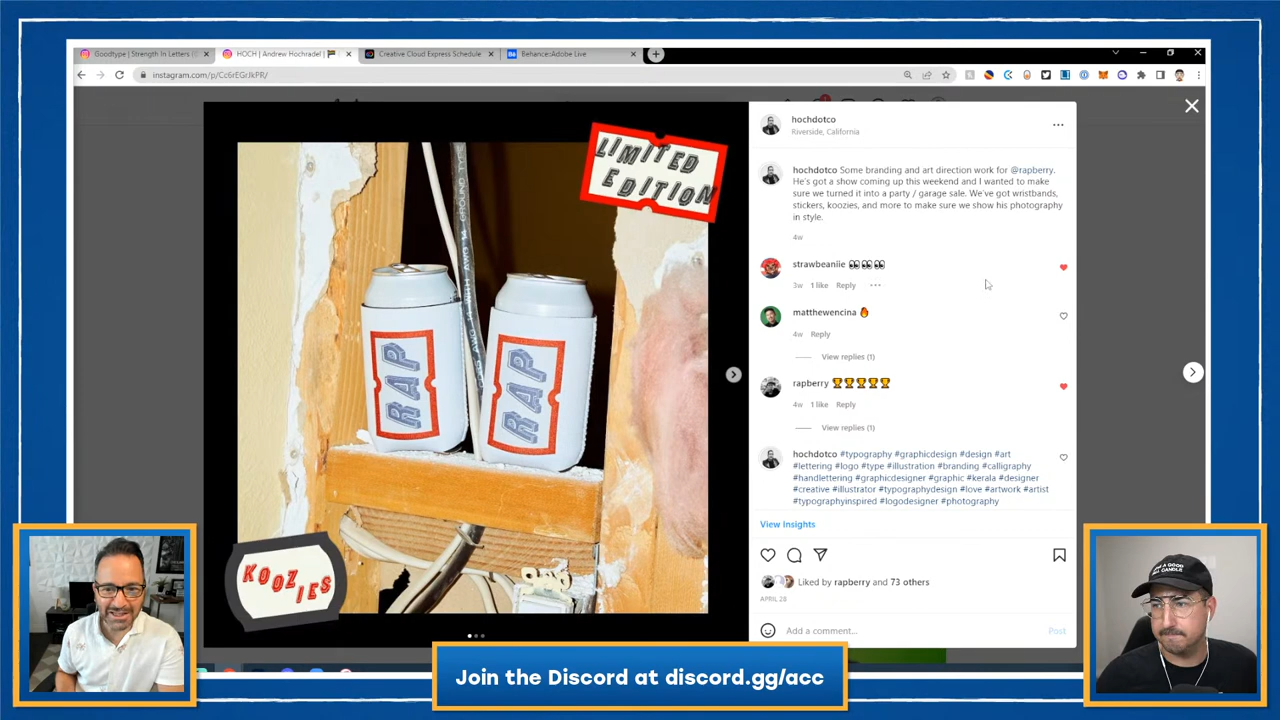 Goodtype | Strength In Letters (
HOCH | Andrew Hochradel |
Creative Cloud Express Schedule
Behance:Adobe Live
instagram.com/p/Cc6rEGrJkPR/
LIMITED
EDITION
RAP
RAP
KOOZIES
hochdotco
Riverside, California
hochdotco Some branding and art direction work for @rapberry.
He's got a show coming up this weekend and I wanted to make
sure we turned it into a party / garage sale. We've got wristbands,
stickers, koozies, and more to make sure we show his photography
in style.
4w
strawbeaniie 👀👀👀
3w 1 like Reply
matthewencina 🔥
4w Reply
View replies (1)
rapberry 🏆🏆🏆🏆🏆
4w 1 like Reply
View replies (1)
hochdotco #typography #graphicdesign #design #art
#lettering #logo #type #illustration #branding #calligraphy
#handlettering #graphicdesigner #graphic #kerala #designer
#creative #illustrator #typographydesign #love #artwork #artist
#typographyinspired #logodesigner #photography
View Insights
Liked by rapberry and 73 others
APRIL 28
Add a comment...
Post
Join the Discord at discord.gg/acc